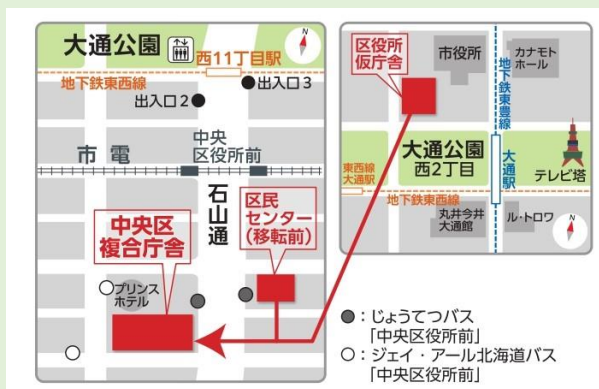 大通公園
西11丁目駅
地下鉄東西線
出入口2
出入口3
市電
中央
区役所前
石山通
区民
センター
(移転前)
中央区
複合庁舎
プリンス
ホテル
区役所
仮庁舎
市役所
カナモト
ホール
地下鉄東豊線
大通公園
西2丁目
大通駅
テレビ塔
東西線
大通駅
地下鉄東西線
丸井今井
大通館
ル・トロワ
●：じょうてつバス
「中央区役所前」
○：ジェイ・アール北海道バス
「中央区役所前」